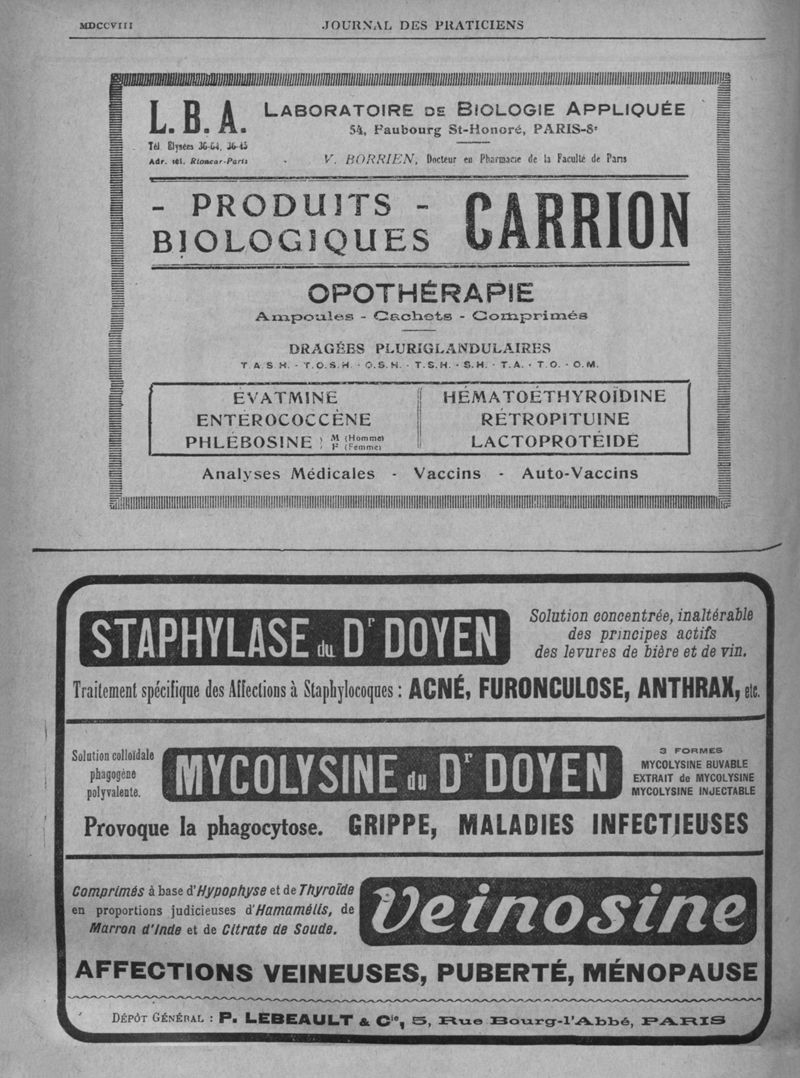 MDCCVIII
JOURNAL DES PRATICIENS
L.B.A.
LABORATOIRE DE BIOLOGIE APPLIQUÉE
54, Faubourg St-Honoré, PARIS-8e
Tél. Elysées 36-64, 36-45
Adr. tél. Rioncar-Paris
V. BORRIEN, Docteur en Pharmacie de la Faculté de Paris
- PRODUITS -
BIOLOGIQUES
CARRION
OPOTHÉRAPIE
Ampoules - Cachets - Comprimés
DRAGÉES PLURIGLANDULAIRES
T.A.S.H. - T.O.S.H. - O.S.H. - T.S.H. - S.H. - T.A. - T.O. - O.M.
ÉVATMINE
ENTÉROCOCCÈNE
PHLÉBOSINE } M (Homme)
F (Femme)
HÉMATOÉTHYROÏDINE
RÉTROPITUINE
LACTOPROTÉIDE
Analyses Médicales - Vaccins - Auto-Vaccins
STAPHYLASE du Dr DOYEN
Solution concentrée, inaltérable
des principes actifs
des levures de bière et de vin.
Traitement spécifique des Affections à Staphylocoques : ACNÉ, FURONCULOSE, ANTHRAX, etc.
Solution colloïdale
phagogène
polyvalente.
MYCOLYSINE du Dr DOYEN
3 FORMES
MYCOLYSINE BUVABLE
EXTRAIT de MYCOLYSINE
MYCOLYSINE INJECTABLE
Provoque la phagocytose. GRIPPE, MALADIES INFECTIEUSES
Comprimés à base d'Hypophyse et de Thyroïde
en proportions judicieuses d'Hamamélis, de
Marron d'Inde et de Citrate de Soude.
Veinosine
AFFECTIONS VEINEUSES, PUBERTÉ, MÉNOPAUSE
DÉPÔT GÉNÉRAL : P. LEBEAULT & Cie, 5, Rue Bourg-l'Abbé, PARIS